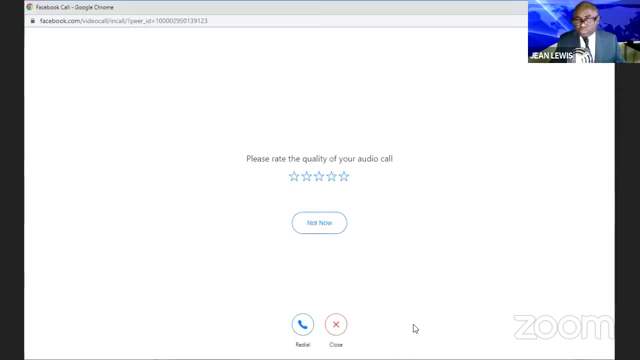 Facebook Call - Google Chrome
facebook.com/videocall/incall/?peer_id=100002950139123
JEAN LEWIS
Please rate the quality of your audio call
Not Now
Redial
Close
zoom